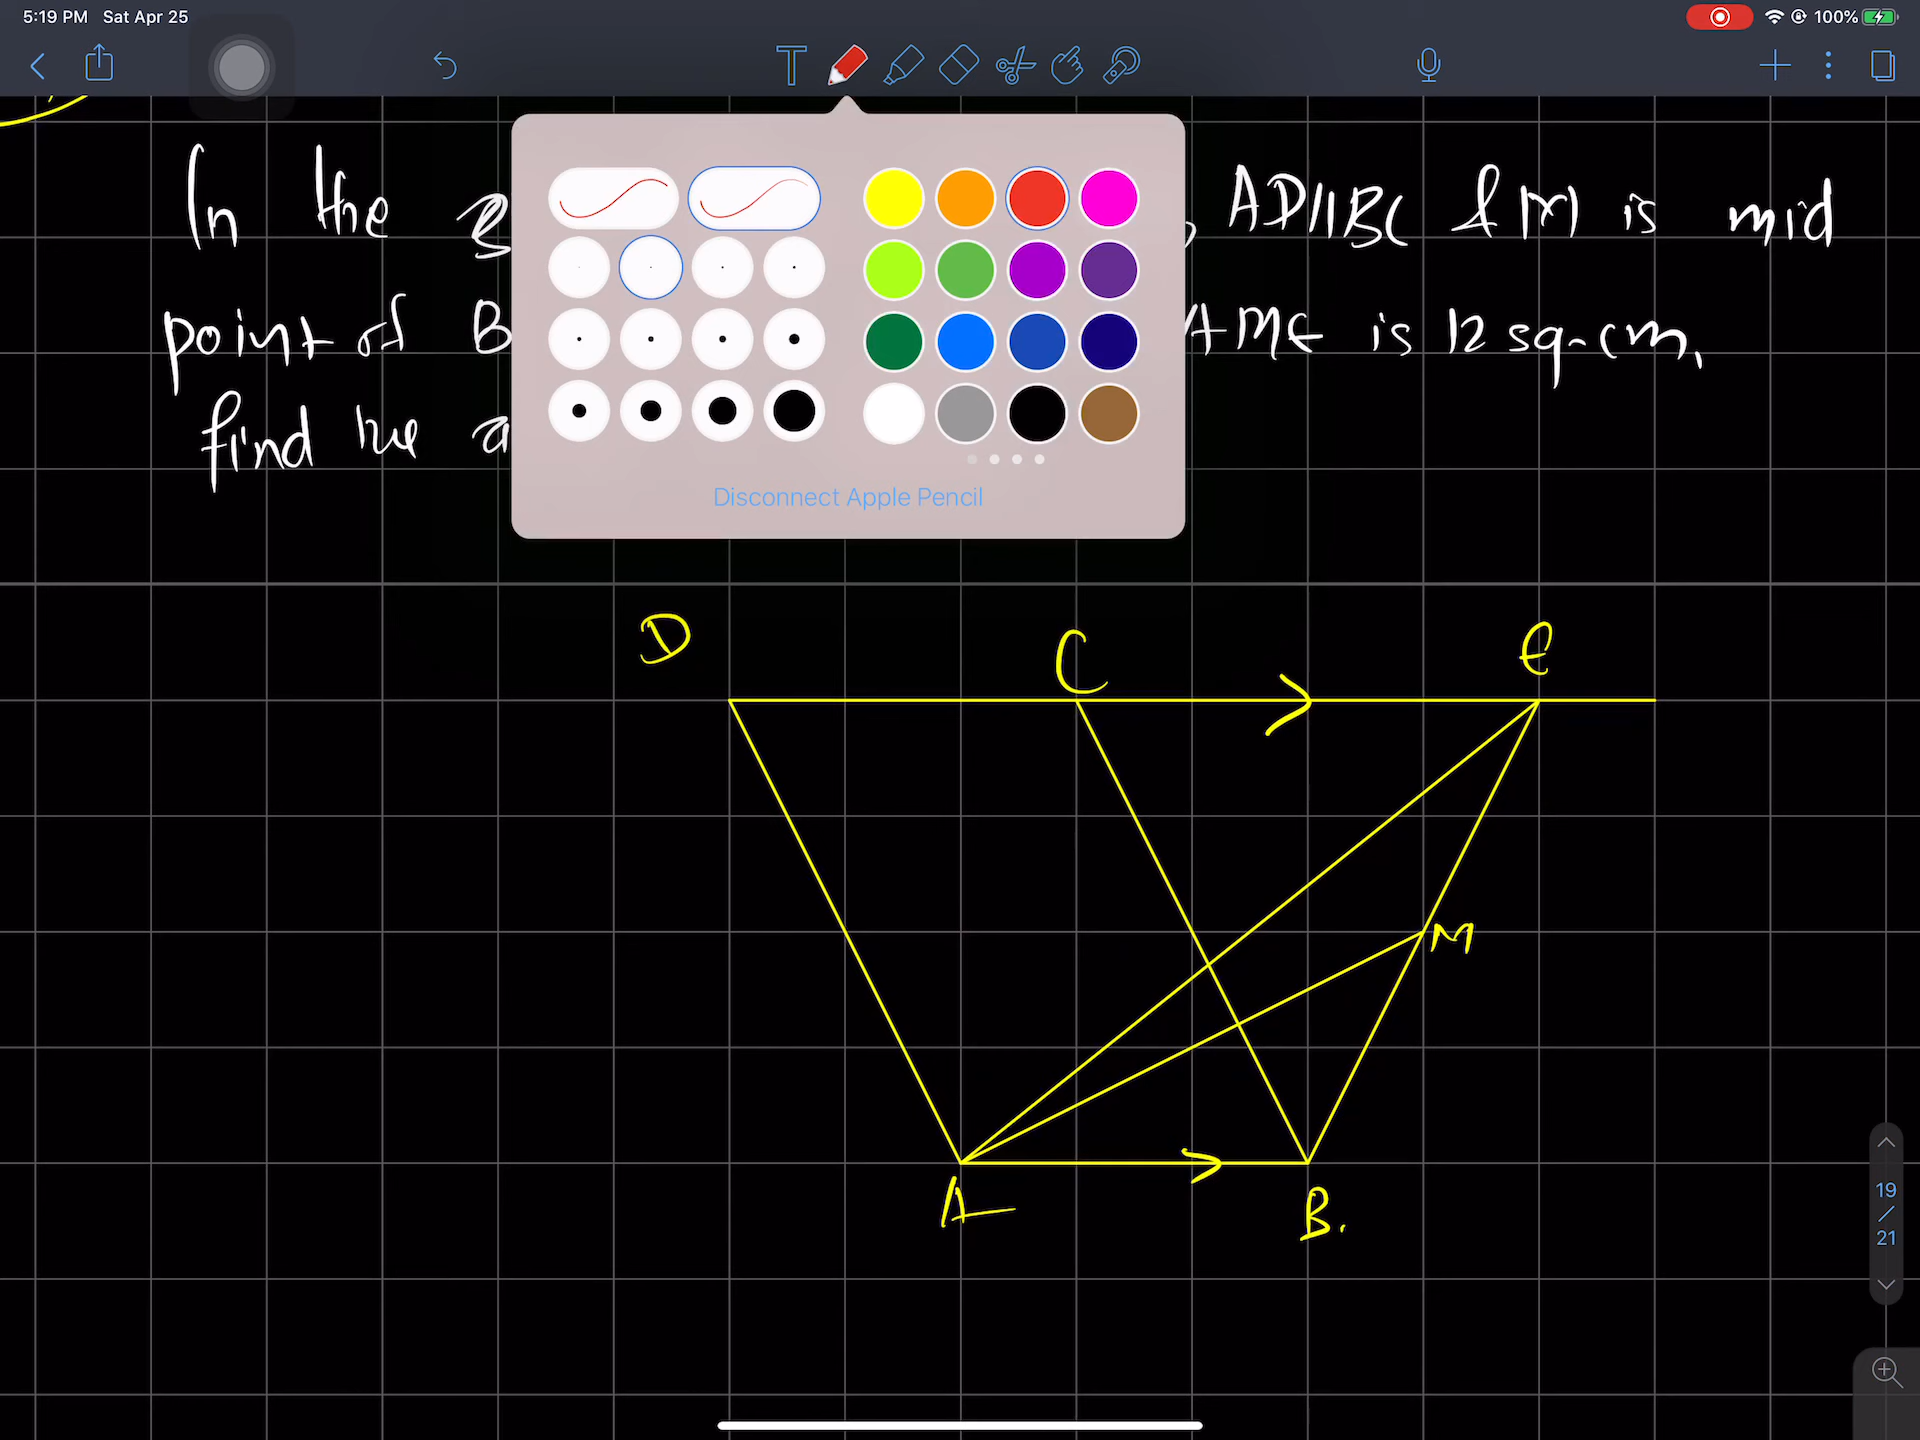 5:19 PM Sat Apr 25
100%
T
In the , AD//BC & M is mid
point of B AME is 12 sq. cm.
find the a
Disconnect Apple Pencil
D C E
M
A B.
19
/
21